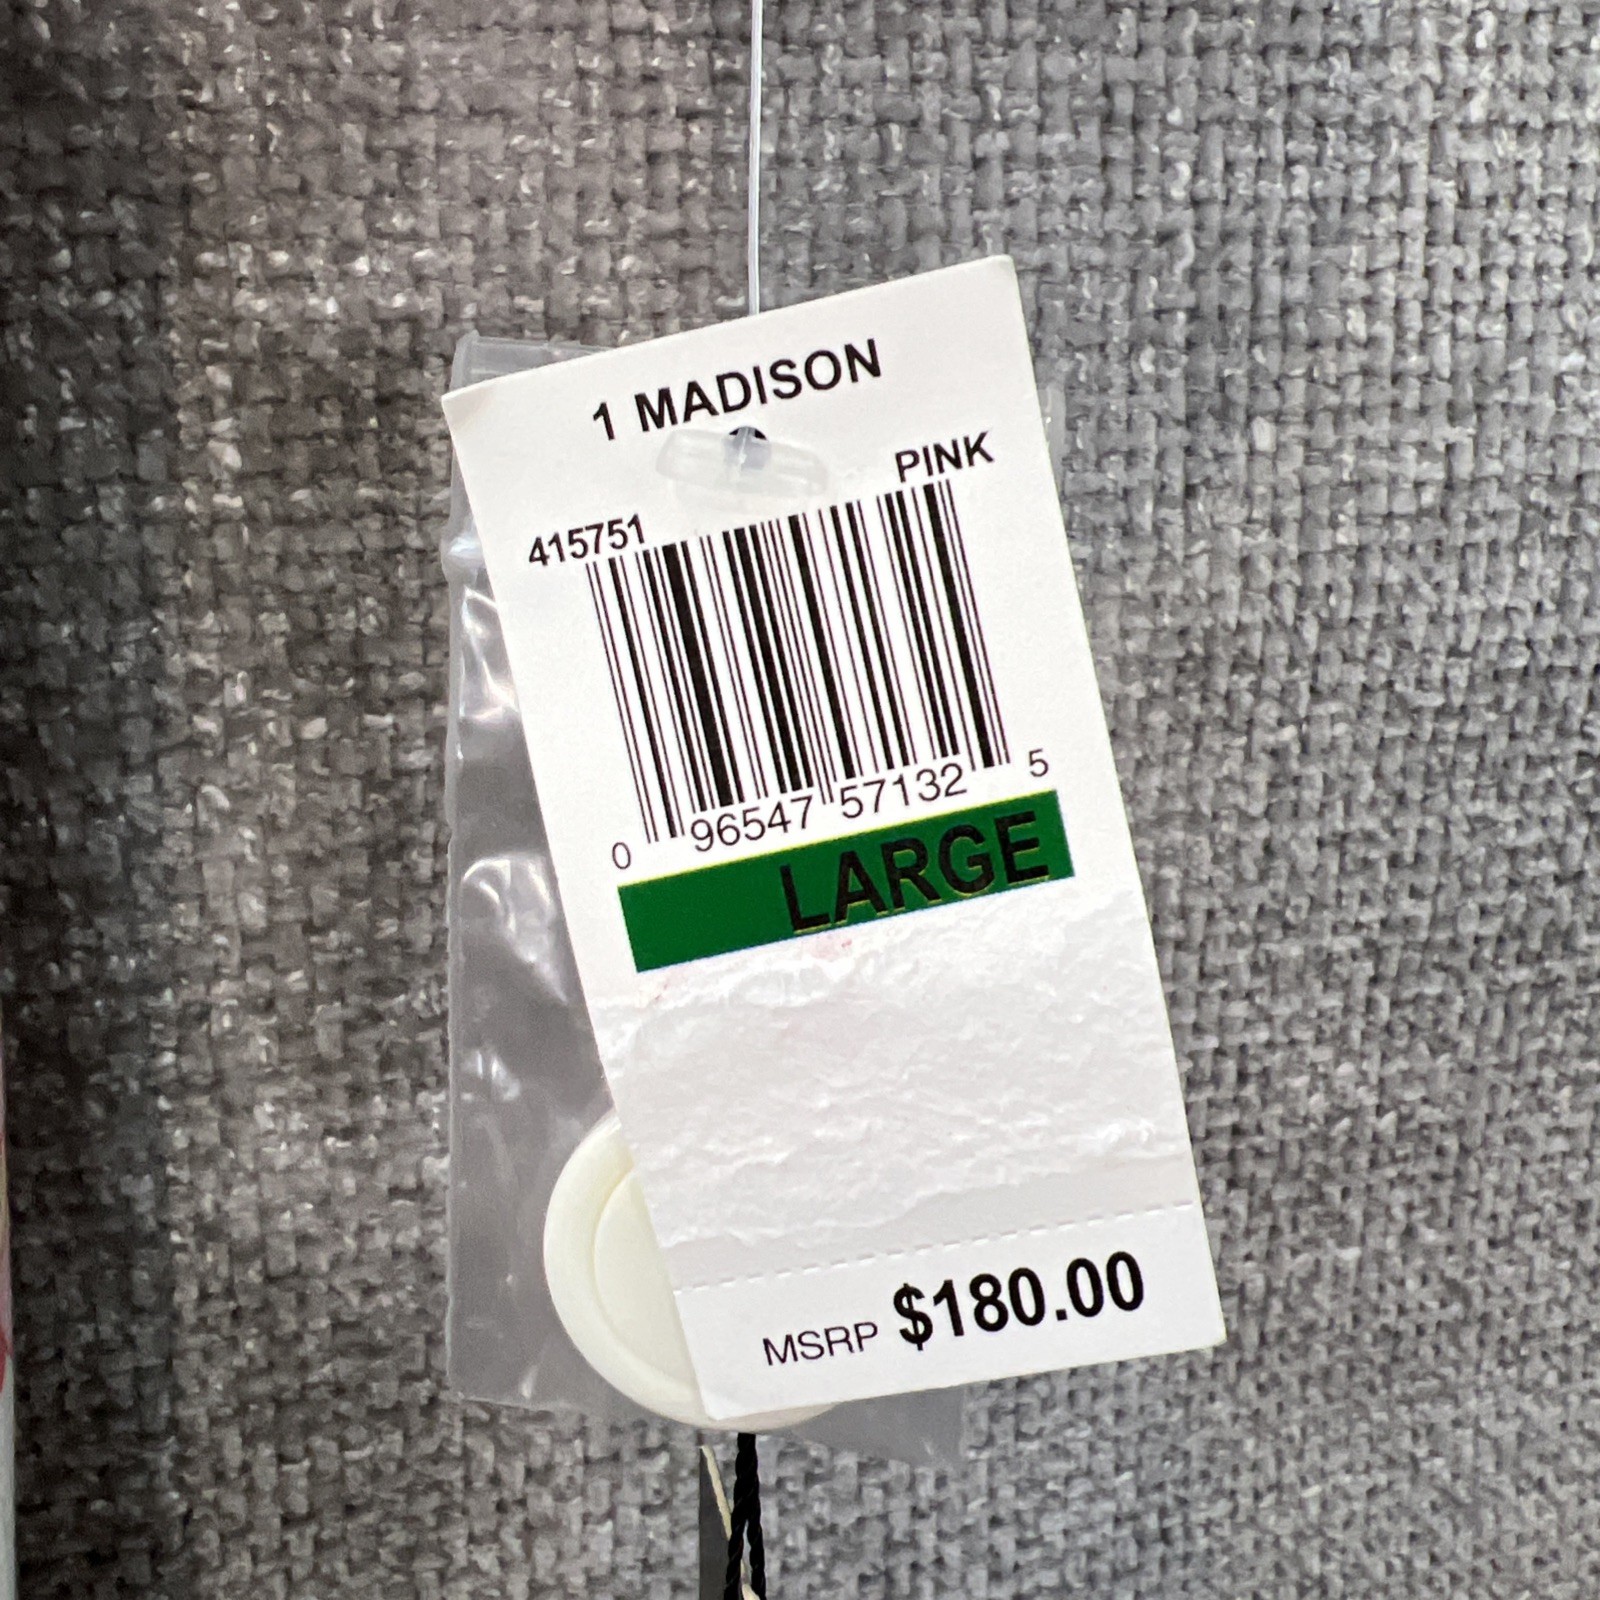 1 MADISON
PINK
415751
0 96547 57132 5
LARGE
MSRP $180.00